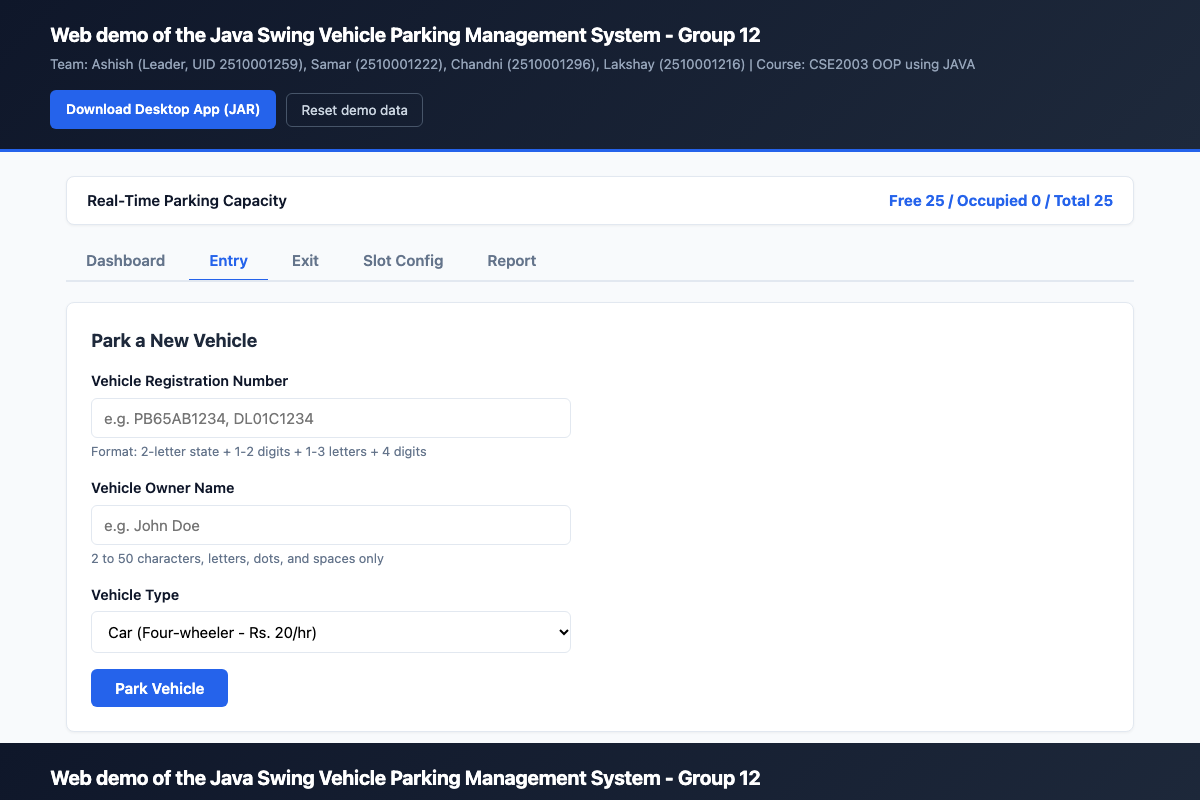 Web demo of the Java Swing Vehicle Parking Management System - Group 12
Team: Ashish (Leader, UID 2510001259), Samar (2510001222), Chandni (2510001296), Lakshay (2510001216) | Course: CSE2003 OOP using JAVA
Download Desktop App (JAR) Reset demo data
Real-Time Parking Capacity Free 25 / Occupied 0 / Total 25
Dashboard Entry Exit Slot Config Report
Park a New Vehicle
Vehicle Registration Number
e.g. PB65AB1234, DL01C1234
Format: 2-letter state + 1-2 digits + 1-3 letters + 4 digits
Vehicle Owner Name
e.g. John Doe
2 to 50 characters, letters, dots, and spaces only
Vehicle Type
Car (Four-wheeler - Rs. 20/hr)
Park Vehicle
Web demo of the Java Swing Vehicle Parking Management System - Group 12